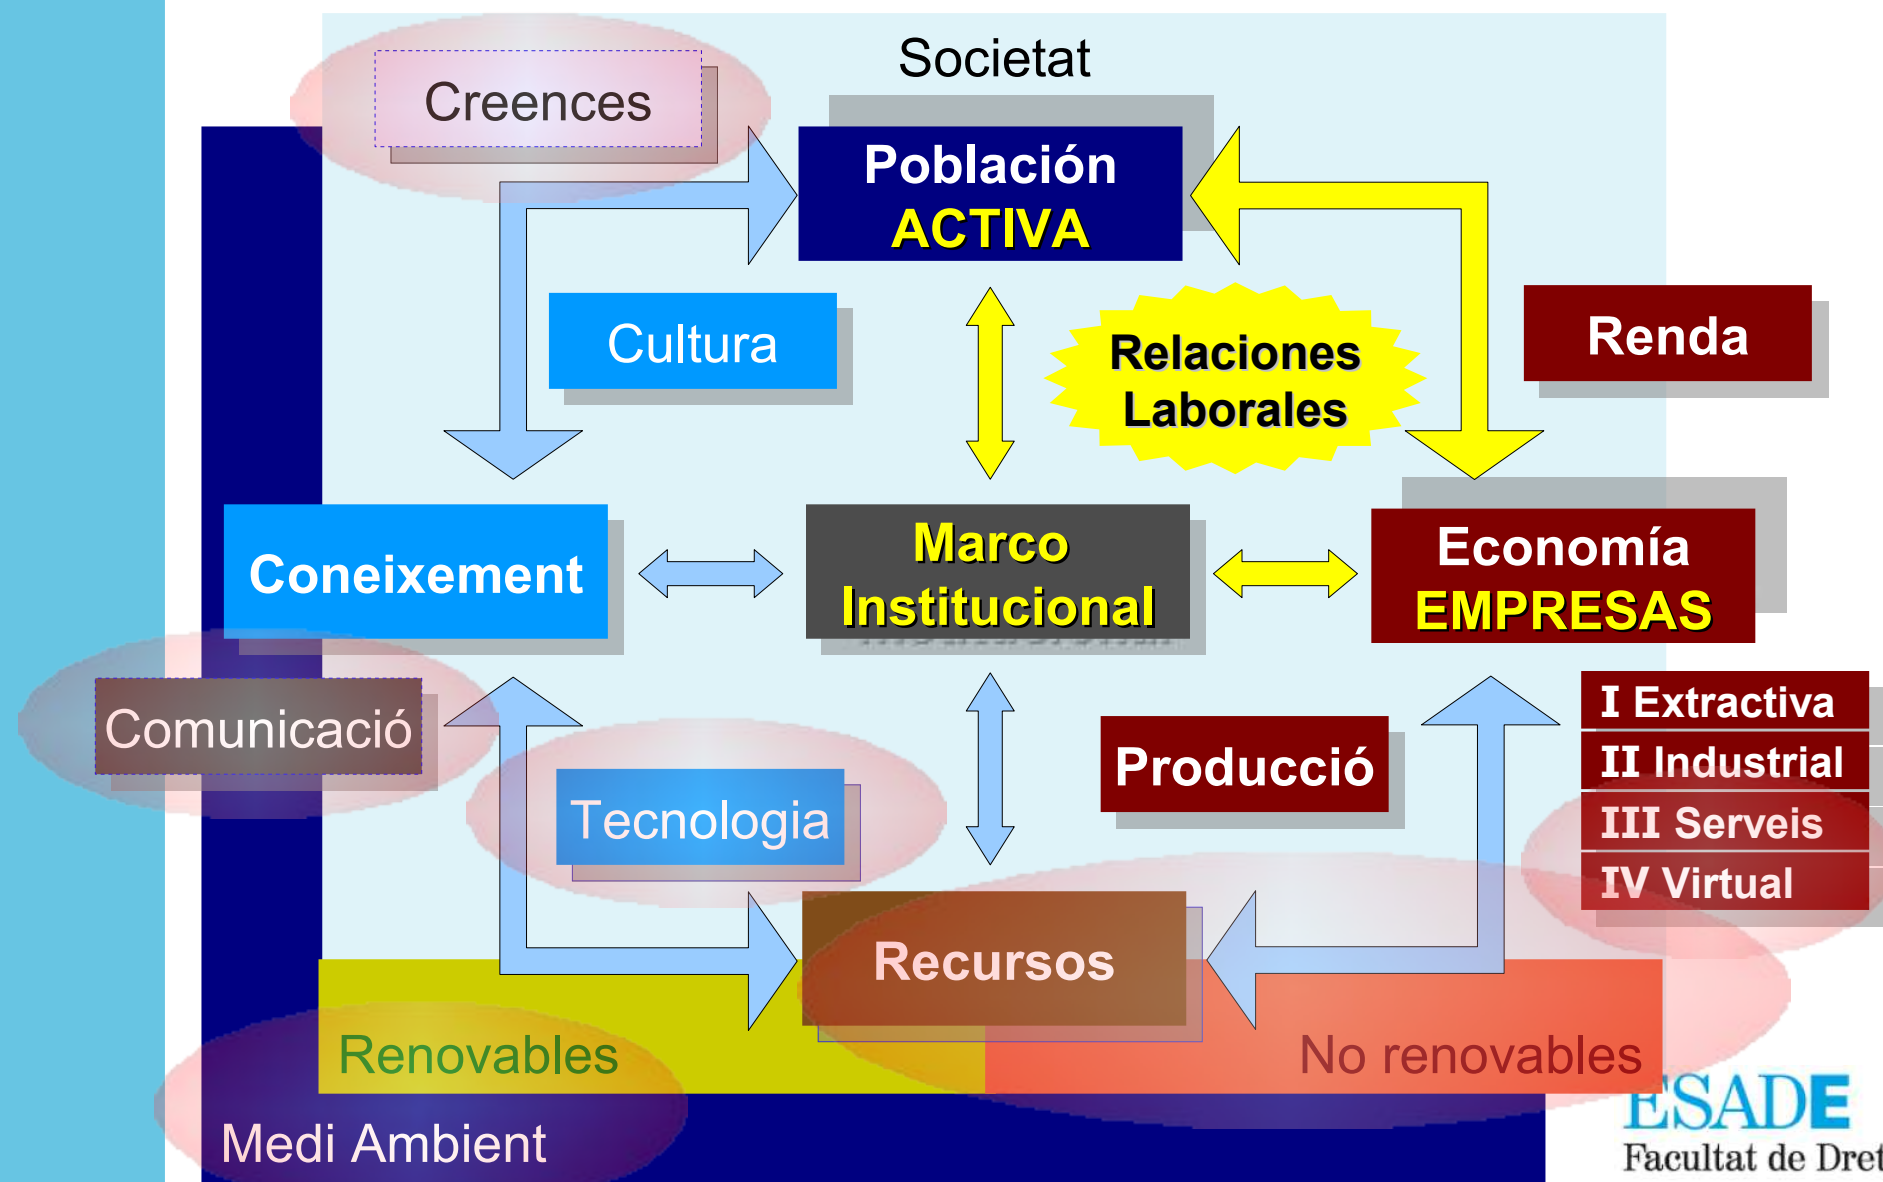 Societat
Creences
Población
ACTIVA
Cultura
Relaciones
Laborales
Renda
Coneixement
Marco
Institucional
Economía
EMPRESAS
Comunicació
Tecnologia
Producció
I Extractiva
II Industrial
III Serveis
IV Virtual
Recursos
Renovables
No renovables
Medi Ambient
ESADE
Facultat de Dret